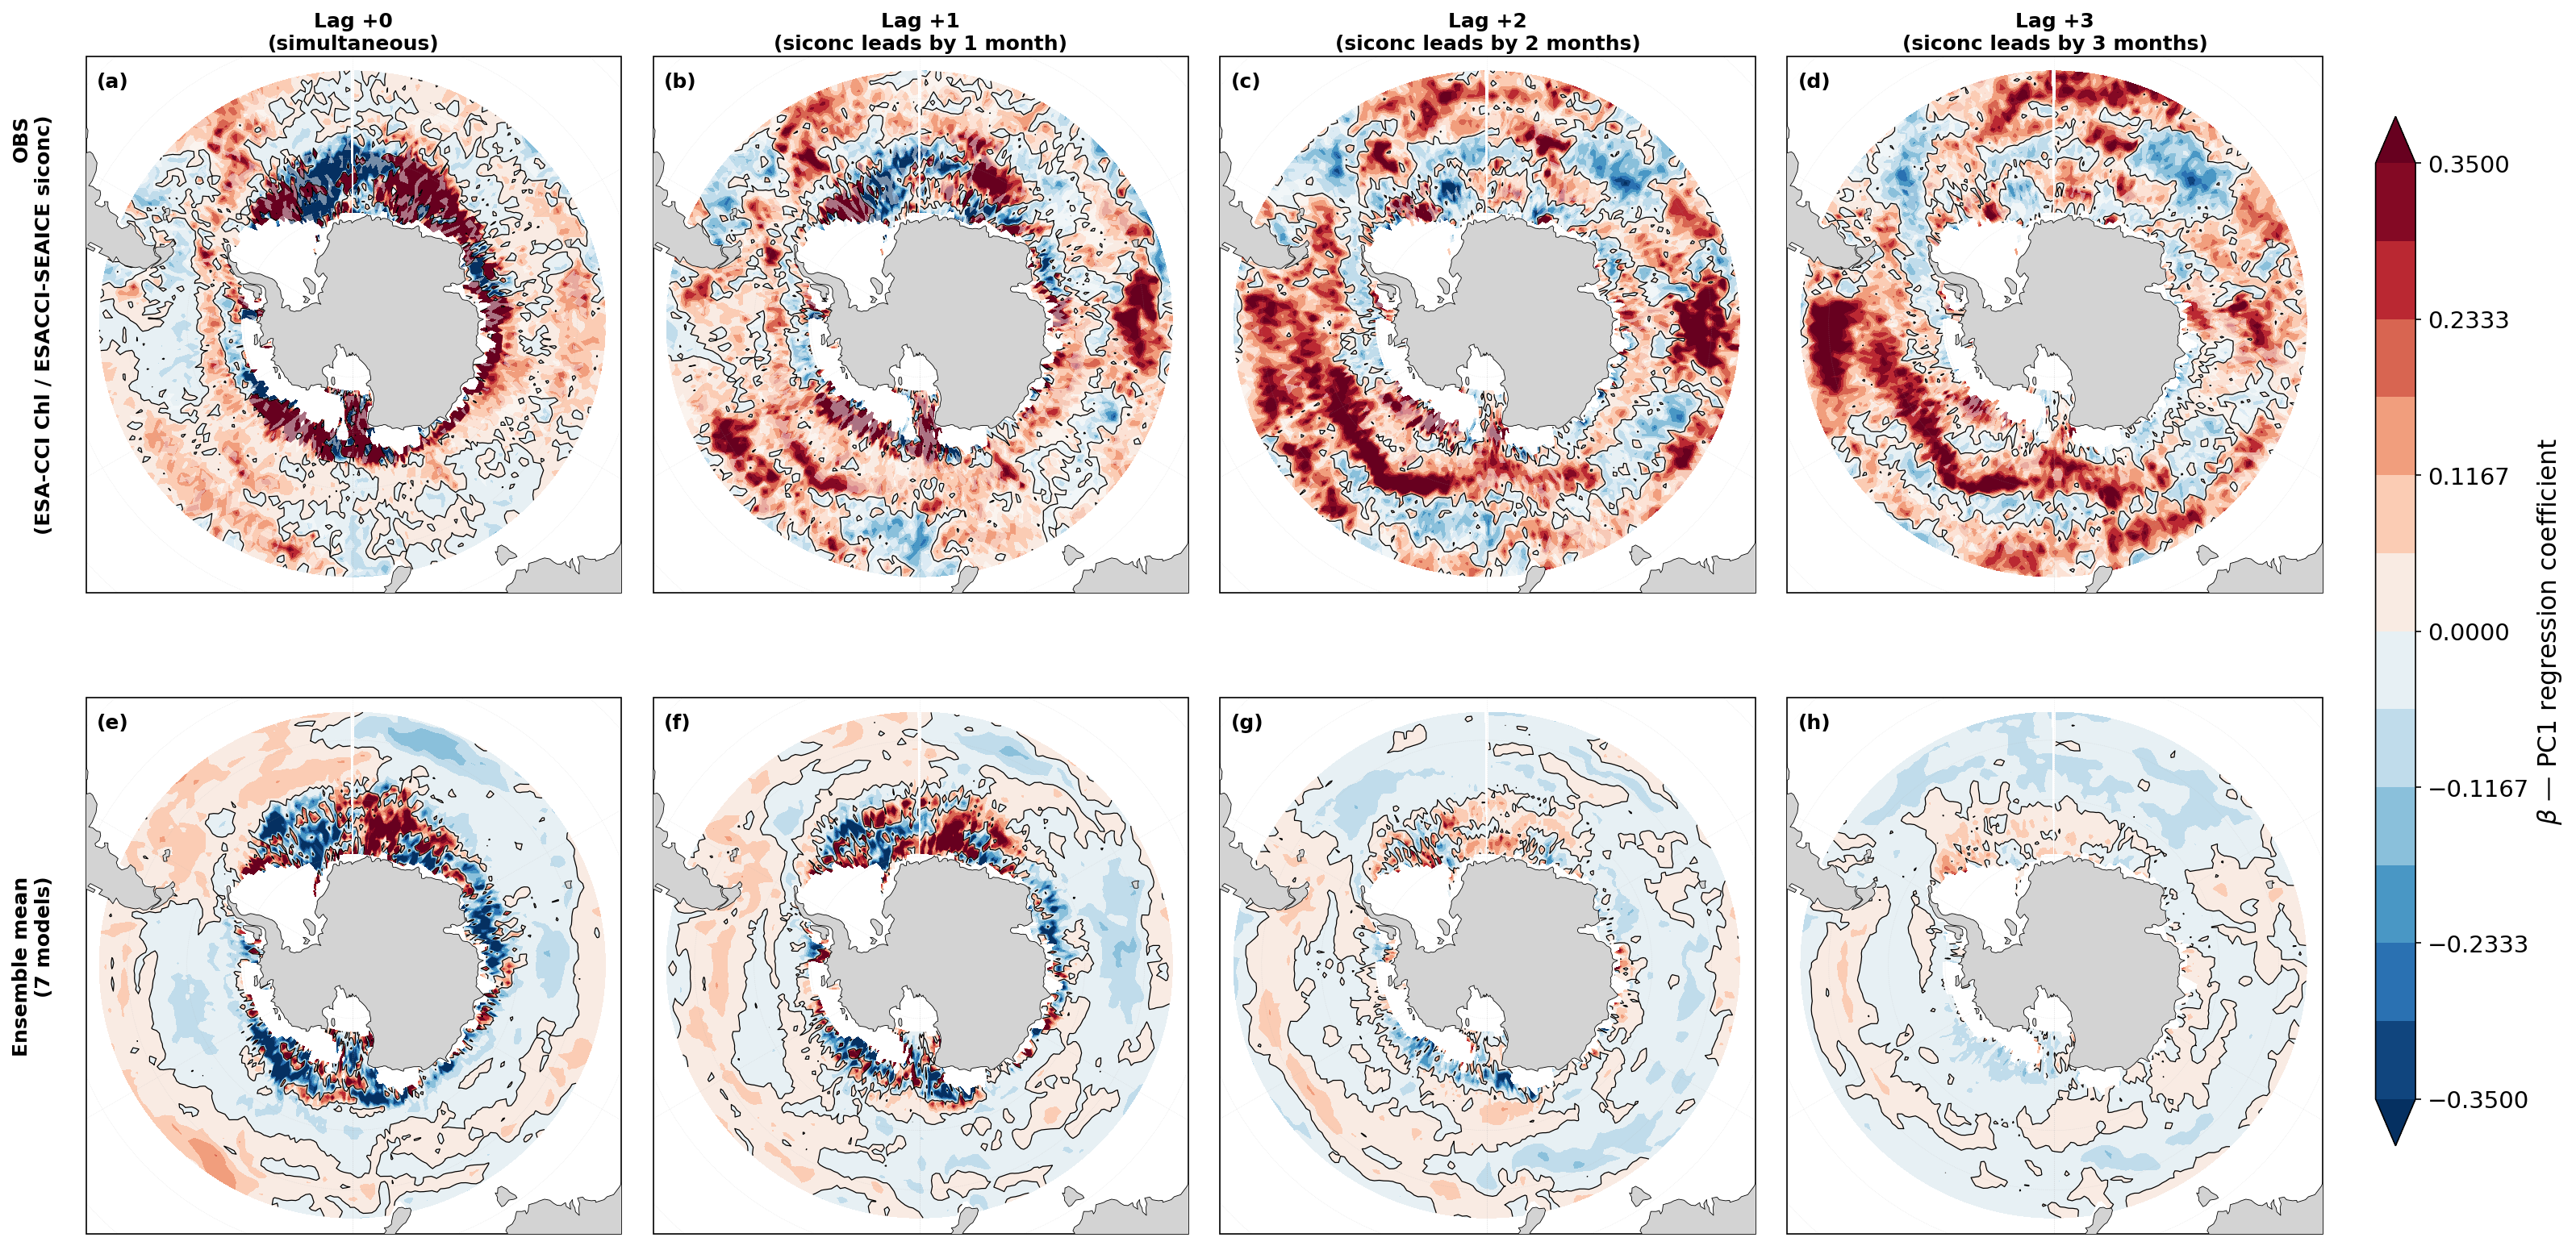 Lag +0
(simultaneous)
Lag +1
(siconc leads by 1 month)
Lag +2
(siconc leads by 2 months)
Lag +3
(siconc leads by 3 months)
OBS
(ESA-CCI Chl / ESACCI-SEAICE siconc)
(a)
(b)
(c)
(d)
Ensemble mean
(7 models)
(e)
(f)
(g)
(h)
0.3500
0.2333
0.1167
0.0000
−0.1167
−0.2333
−0.3500
β — PC1 regression coefficient